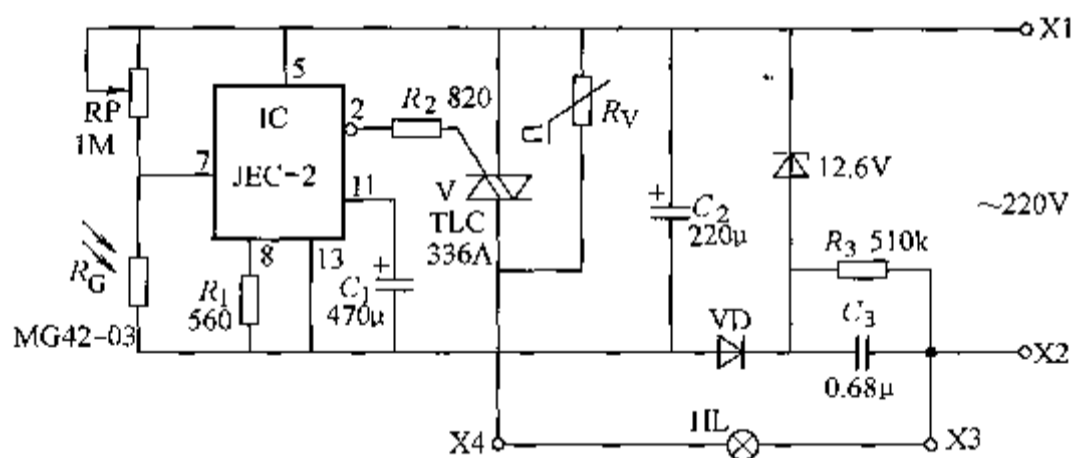 X1
5
RP
1M
IC
JEC-2
2
R2 820
RV
7
11
V
TLC
336A
C2
220μ
12.6V
~220V
RG
MG42-03
8
13
R1
560
C1
470μ
R3 510k
VD
C3
0.68μ
X2
X4
HL
X3